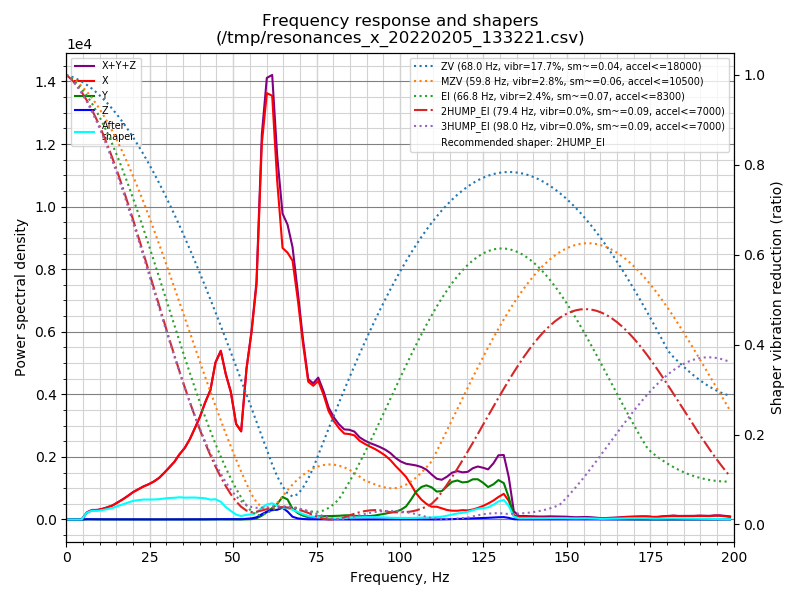 Frequency response and shapers
(/tmp/resonances_x_20220205_133221.csv)
1e4
X+Y+Z
X
Y
Z
After
shaper
ZV (68.0 Hz, vibr=17.7%, sm~=0.04, accel<=18000)
MZV (59.8 Hz, vibr=2.8%, sm~=0.06, accel<=10500)
EI (66.8 Hz, vibr=2.4%, sm~=0.07, accel<=8300)
2HUMP_EI (79.4 Hz, vibr=0.0%, sm~=0.09, accel<=7000)
3HUMP_EI (98.0 Hz, vibr=0.0%, sm~=0.09, accel<=7000)
Recommended shaper: 2HUMP_EI
1.4
1.2
1.0
0.8
0.6
0.4
0.2
0.0
Power spectral density
1.0
0.8
0.6
0.4
0.2
0.0
Shaper vibration reduction (ratio)
0 25 50 75 100 125 150 175 200
Frequency, Hz